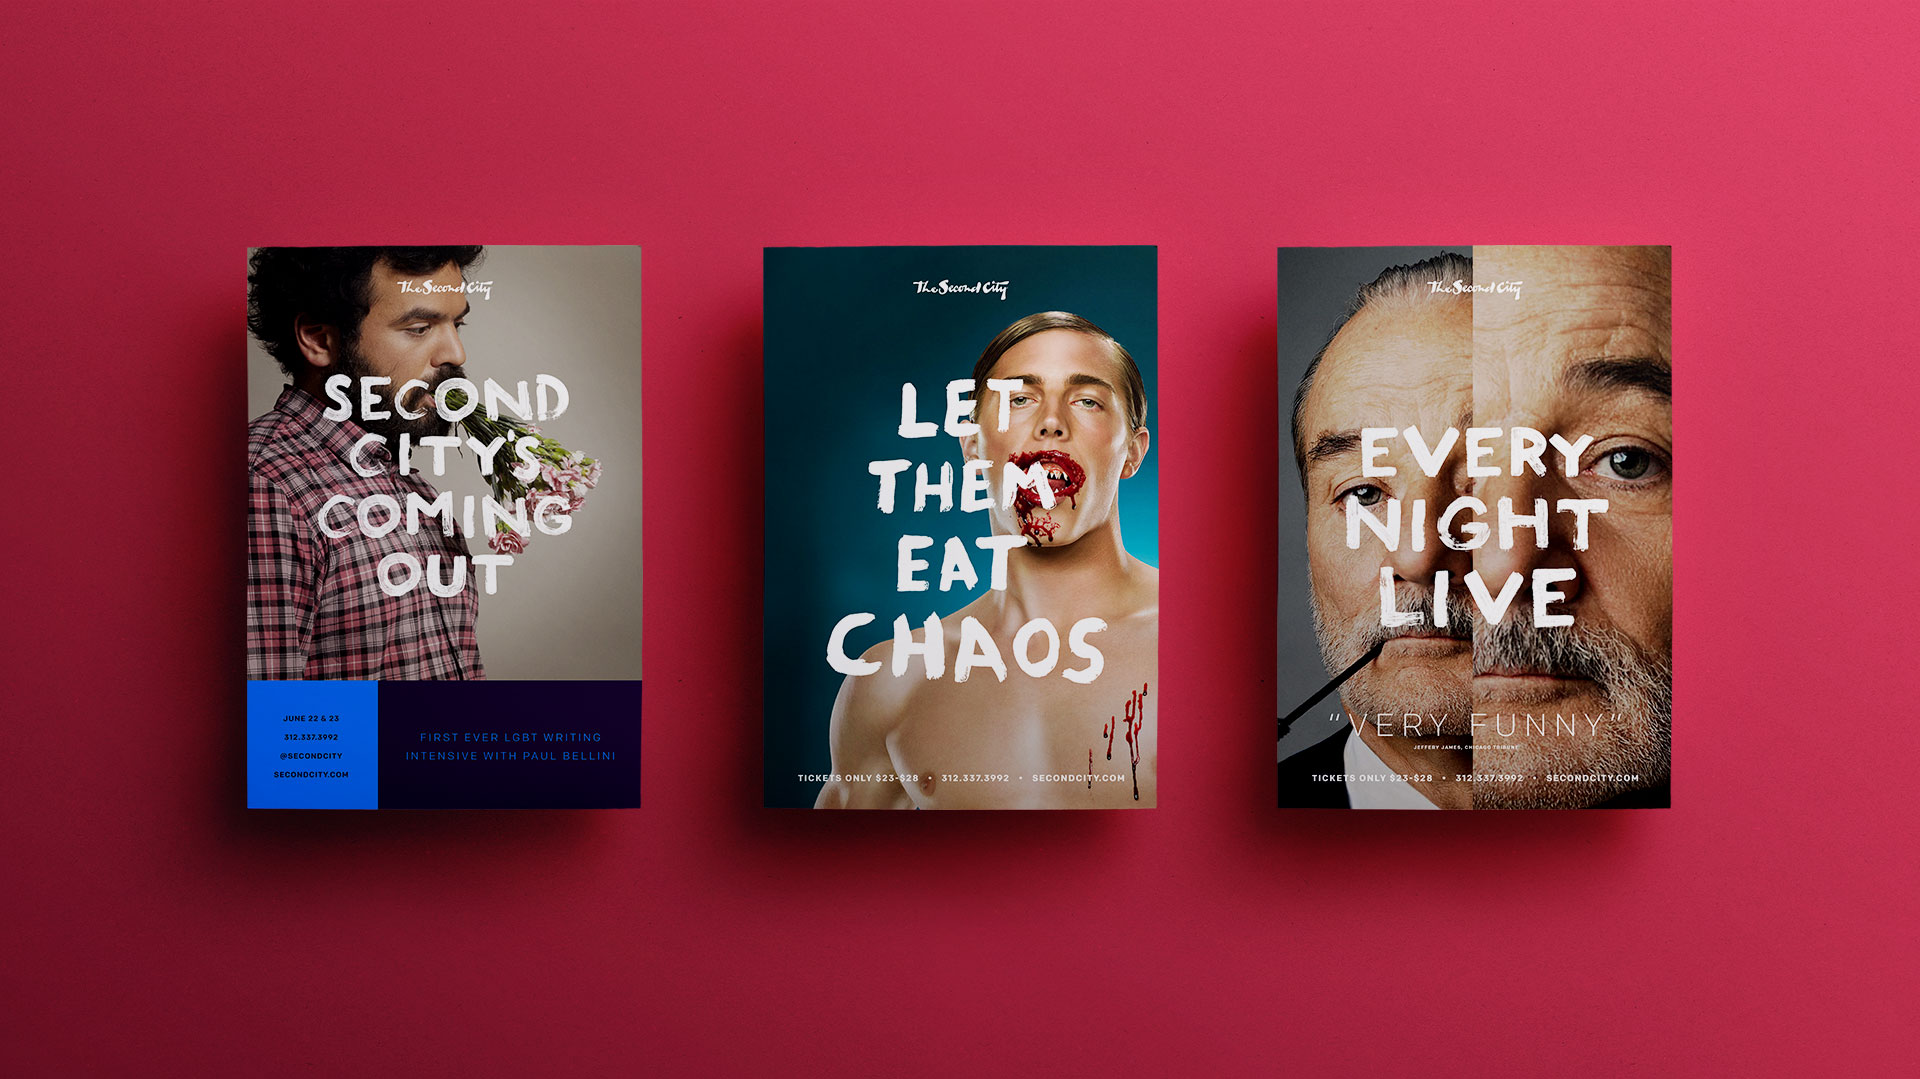 The Second City
SECOND
CITY'S
COMING
OUT
JUNE 22 & 23
312.337.3992
@SECONDCITY
SECONDCITY.COM
FIRST EVER LGBT WRITING
INTENSIVE WITH PAUL BELLINI
The Second City
LET
THEM
EAT
CHAOS
TICKETS ONLY $23-$28 • 312.337.3992 • SECONDCITY.COM
The Second City
EVERY
NIGHT
LIVE
"VERY FUNNY"
JEFFERY JAMES, CHICAGO TRIBUNE
TICKETS ONLY $23-$28 • 312.337.3992 • SECONDCITY.COM